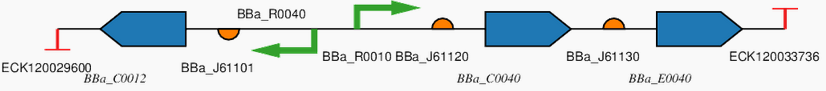 BBa_R0040
ECK120029600
BBa_C0012
BBa_J61101
BBa_R0010
BBa_J61120
BBa_C0040
BBa_J61130
BBa_E0040
ECK120033736